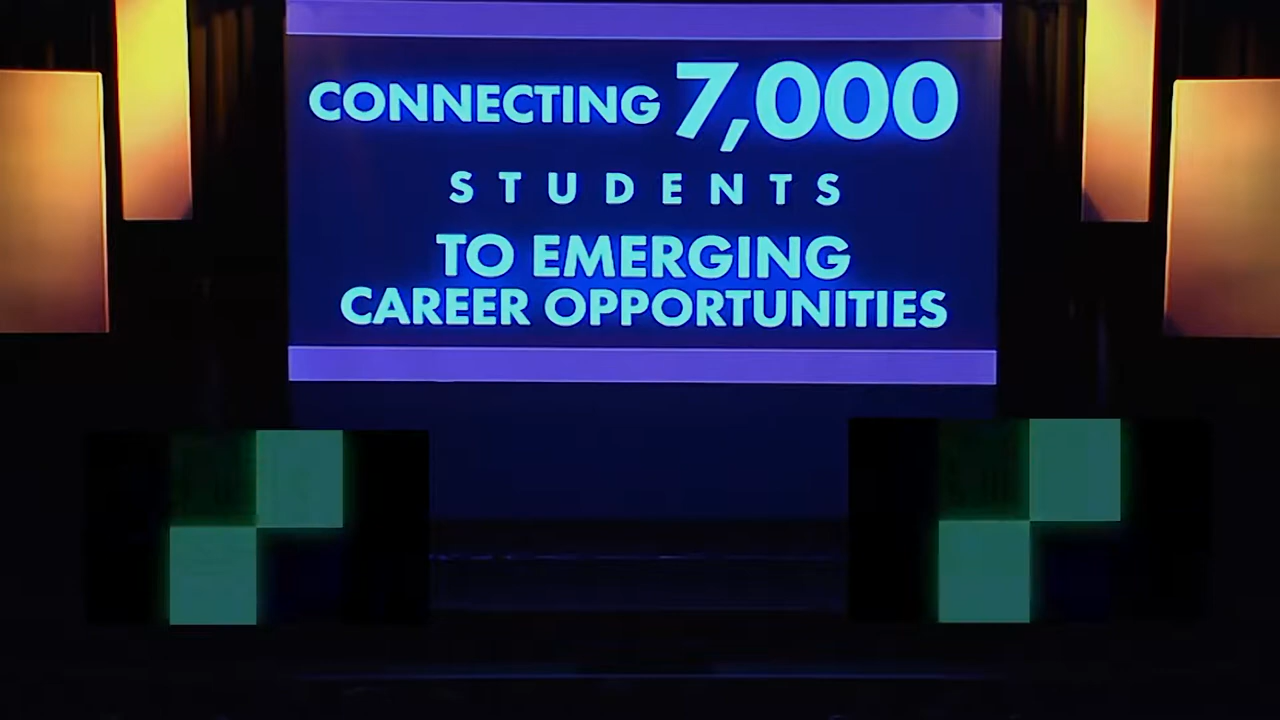 CONNECTING 7,000
STUDENTS
TO EMERGING
CAREER OPPORTUNITIES